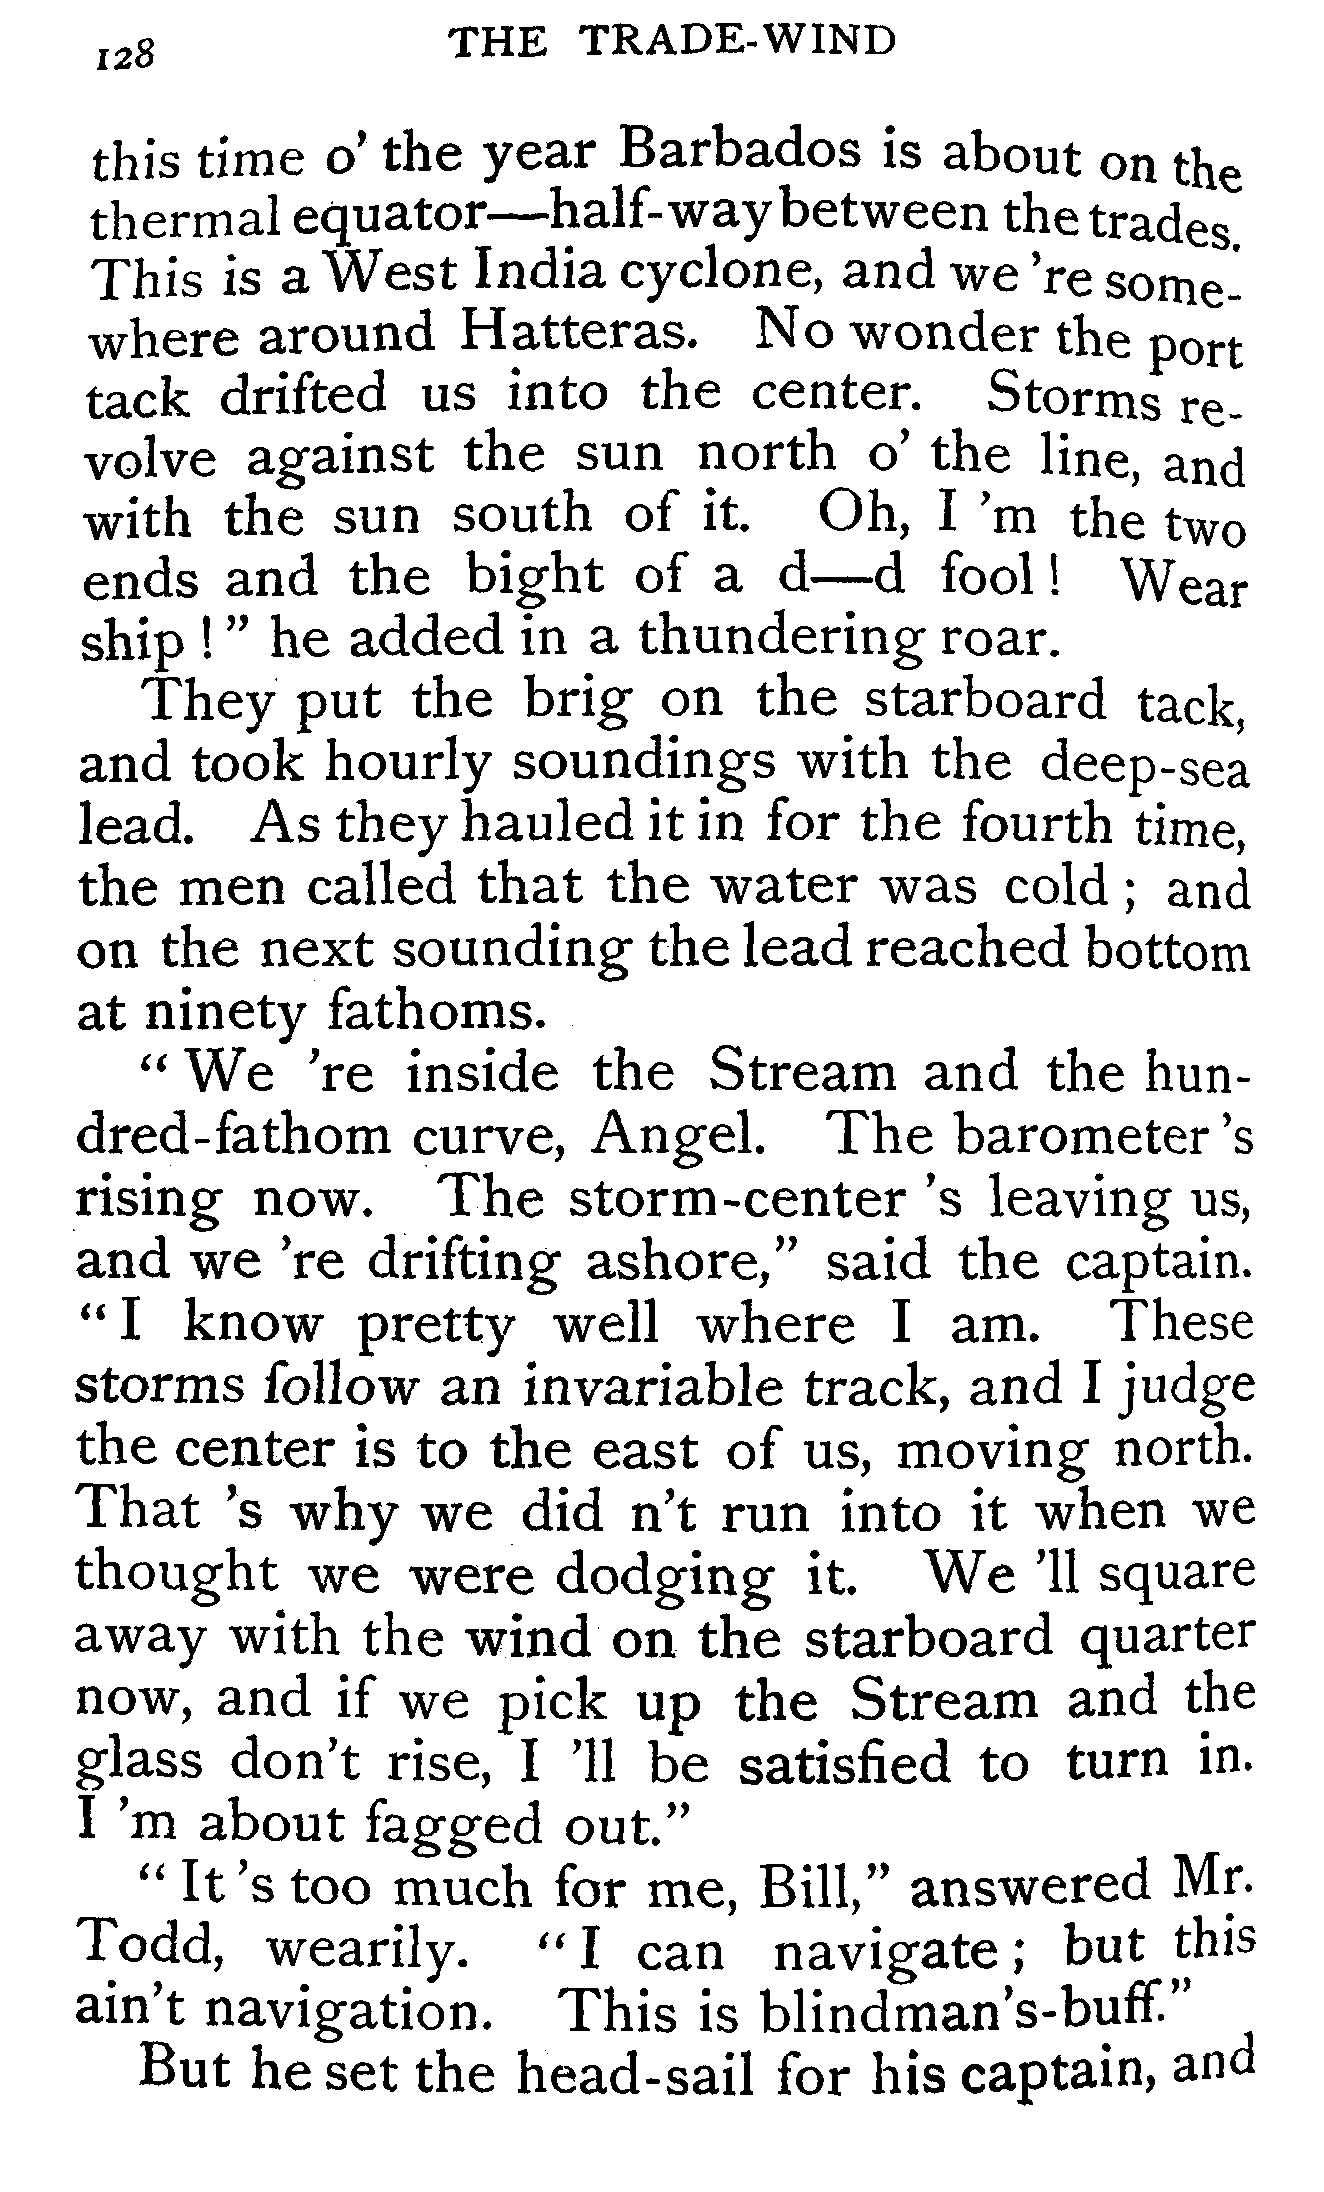 128 THE TRADE-WIND
this time o' the year Barbados is about on the
thermal equator—half-way between the trades.
This is a West India cyclone, and we 're some-
where around Hatteras. No wonder the port
tack drifted us into the center. Storms re-
volve against the sun north o' the line, and
with the sun south of it. Oh, I 'm the two
ends and the bight of a d—d fool! Wear
ship!" he added in a thundering roar.
They put the brig on the starboard tack,
and took hourly soundings with the deep-sea
lead. As they hauled it in for the fourth time,
the men called that the water was cold; and
on the next sounding the lead reached bottom
at ninety fathoms.
"We 're inside the Stream and the hun-
dred-fathom curve, Angel. The barometer 's
rising now. The storm-center 's leaving us,
and we 're drifting ashore," said the captain.
"I know pretty well where I am. These
storms follow an invariable track, and I judge
the center is to the east of us, moving north.
That 's why we did n't run into it when we
thought we were dodging it. We 'll square
away with the wind on the starboard quarter
now, and if we pick up the Stream and the
glass don't rise, I 'll be satisfied to turn in.
I 'm about fagged out."
"It 's too much for me, Bill," answered Mr.
Todd, wearily. "I can navigate; but this
ain't navigation. This is blindman's-buff."
But he set the head-sail for his captain, and